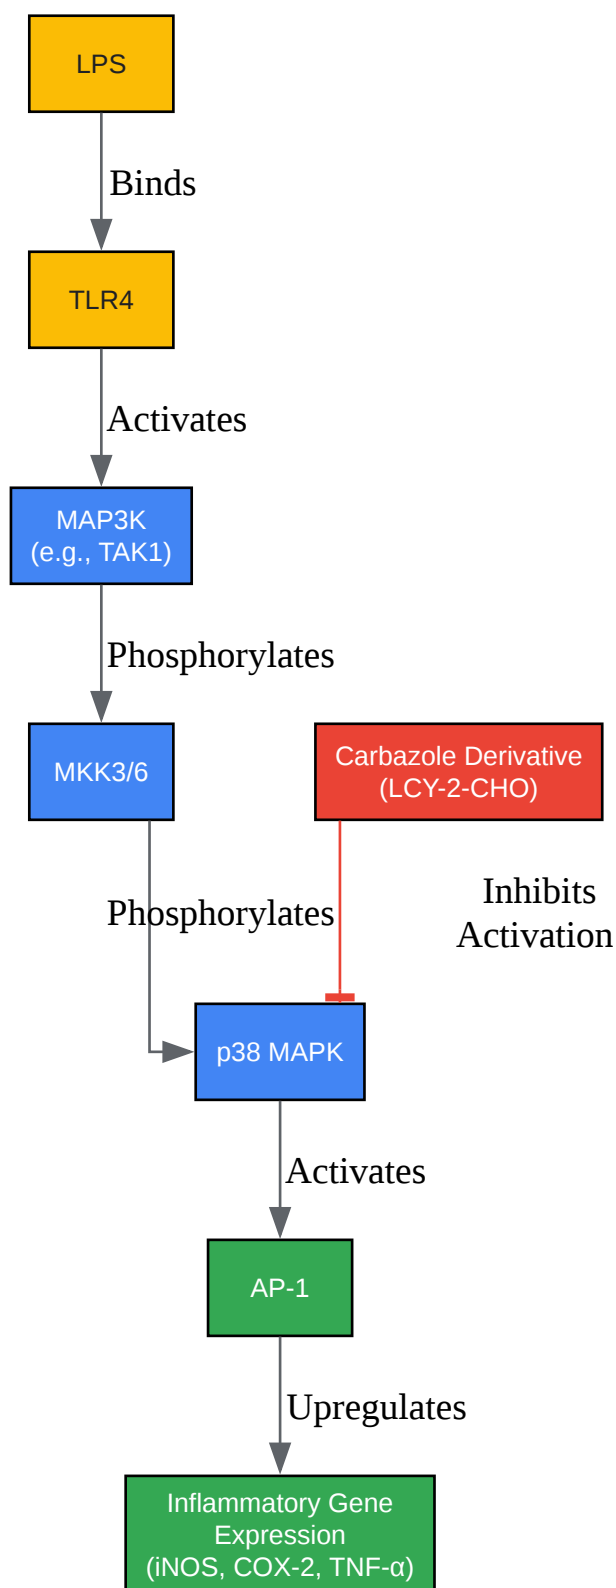 LPS
Binds
TLR4
Activates
MAP3K
(e.g., TAK1)
Phosphorylates
MKK3/6
Carbazole Derivative
(LCY-2-CHO)
Phosphorylates
Inhibits
Activation
p38 MAPK
Activates
AP-1
Upregulates
Inflammatory Gene
Expression
(iNOS, COX-2, TNF-α)